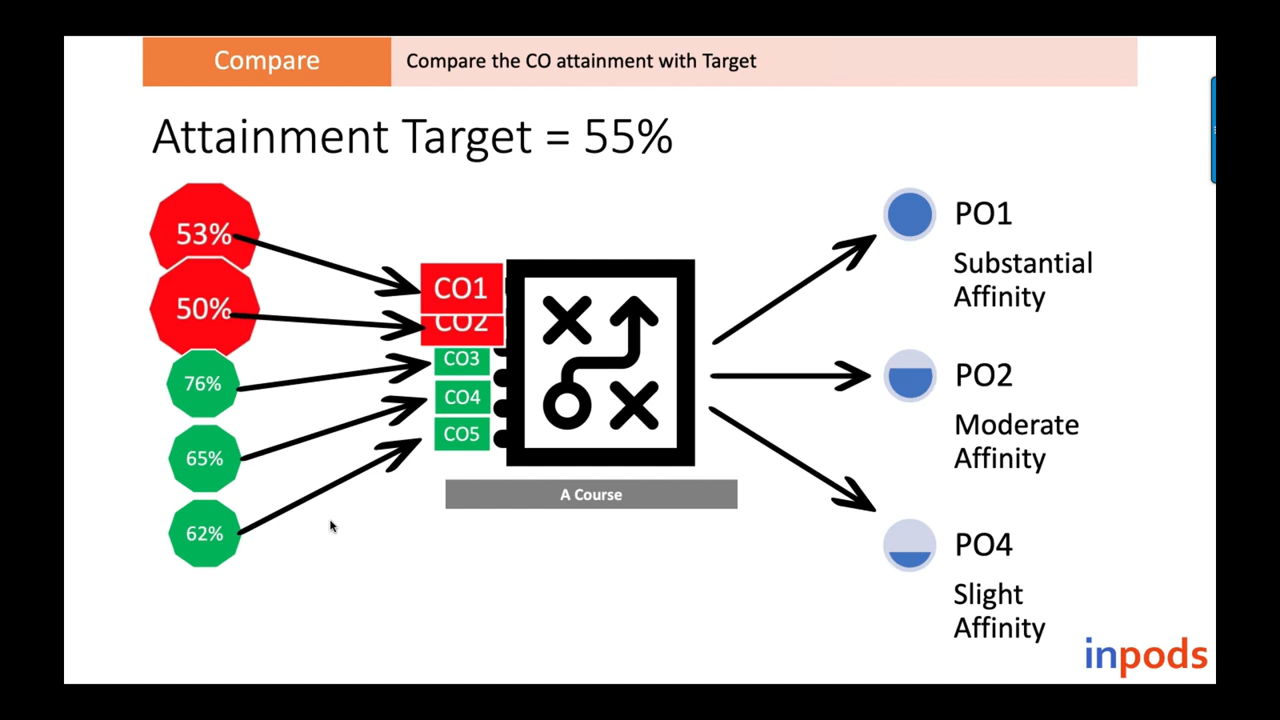 Compare
Compare the CO attainment with Target
Attainment Target = 55%
53%
50%
76%
65%
62%
CO1
CO2
CO3
CO4
CO5
A Course
PO1
Substantial
Affinity
PO2
Moderate
Affinity
PO4
Slight
Affinity
inpods